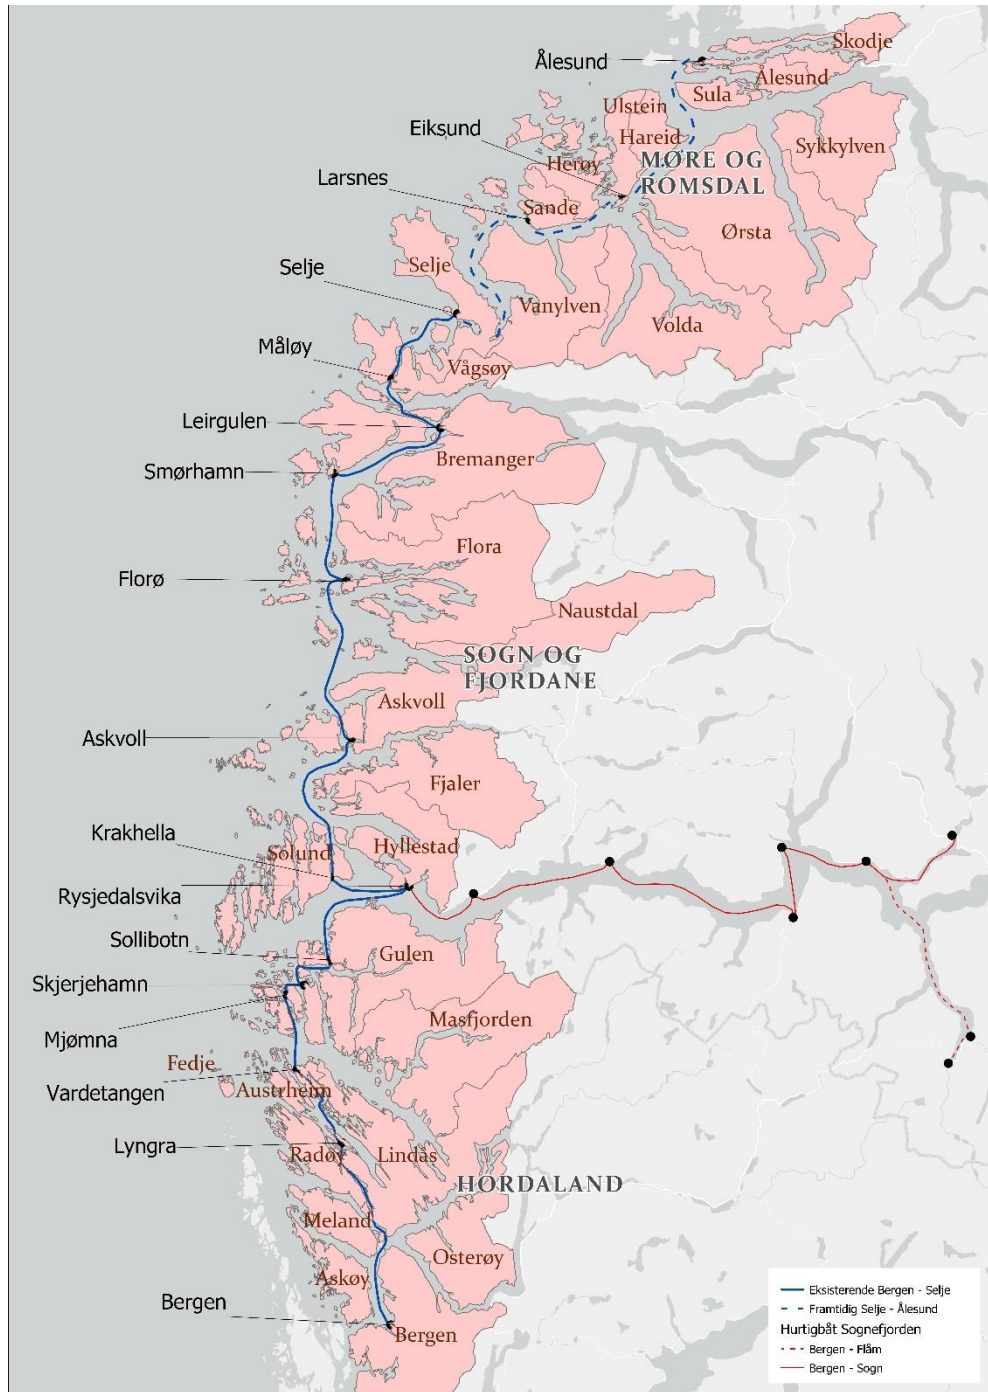 Skodje
Ålesund
Ålesund
Sula
Ulstein
Eiksund
Hareid
Sykkylven
MØRE OG
ROMSDAL
Herøy
Larsnes
Sande
Ørsta
Selje
Selje
Vanylven
Volda
Måløy
Vågsøy
Leirgulen
Bremanger
Smørhamn
Flora
Florø
Naustdal
SOGN OG
FJORDANE
Askvoll
Askvoll
Fjaler
Krakhella
Hyllestad
Solund
Rysjedalsvika
Sollibotn
Gulen
Skjerjehamn
Masfjorden
Mjømna
Fedje
Vardetangen
Austrheim
Lyngra
Radøy
Lindås
HORDALAND
Meland
Osterøy
Askøy
Bergen
Bergen
Eksisterende Bergen - Selje
Framtidig Selje - Ålesund
Hurtigbåt Sognefjorden
Bergen - Flåm
Bergen - Sogn